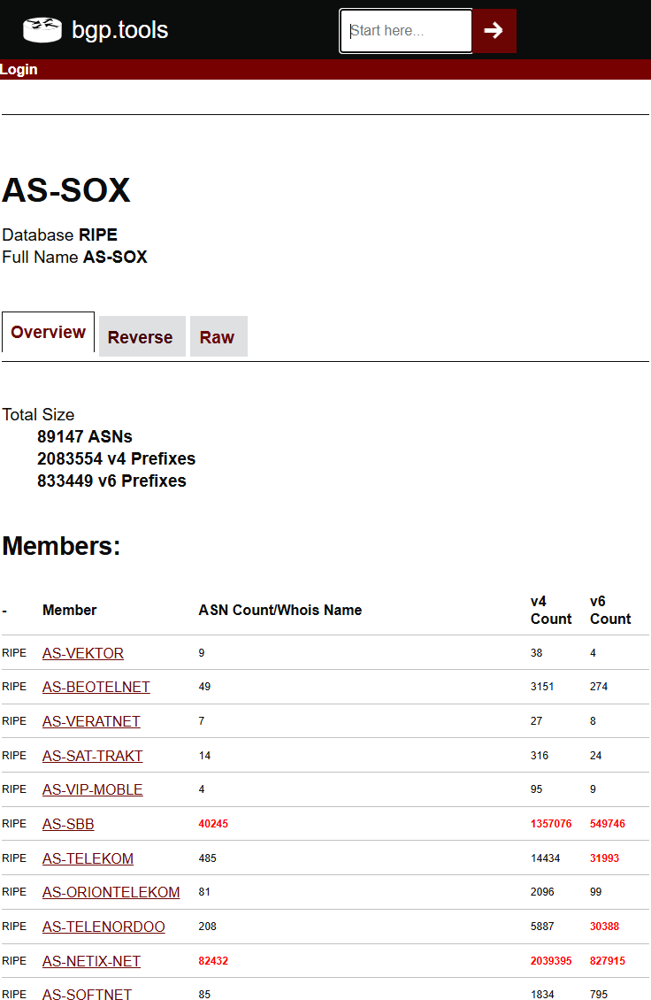 bgp.tools
Start here...
Login
AS-SOX
Database RIPE
Full Name AS-SOX
Overview Reverse Raw
Total Size
89147 ASNs
2083554 v4 Prefixes
833449 v6 Prefixes
Members:
- Member ASN Count/Whois Name v4 Count v6 Count
RIPE AS-VEKTOR 9 38 4
RIPE AS-BEOTELNET 49 3151 274
RIPE AS-VERATNET 7 27 8
RIPE AS-SAT-TRAKT 14 316 24
RIPE AS-VIP-MOBLE 4 95 9
RIPE AS-SBB 40245 1357076 549746
RIPE AS-TELEKOM 485 14434 31993
RIPE AS-ORIONTELEKOM 81 2096 99
RIPE AS-TELENORDOO 208 5887 30388
RIPE AS-NETIX-NET 82432 2039395 827915
RIPE AS-SOFTNET 85 1834 795